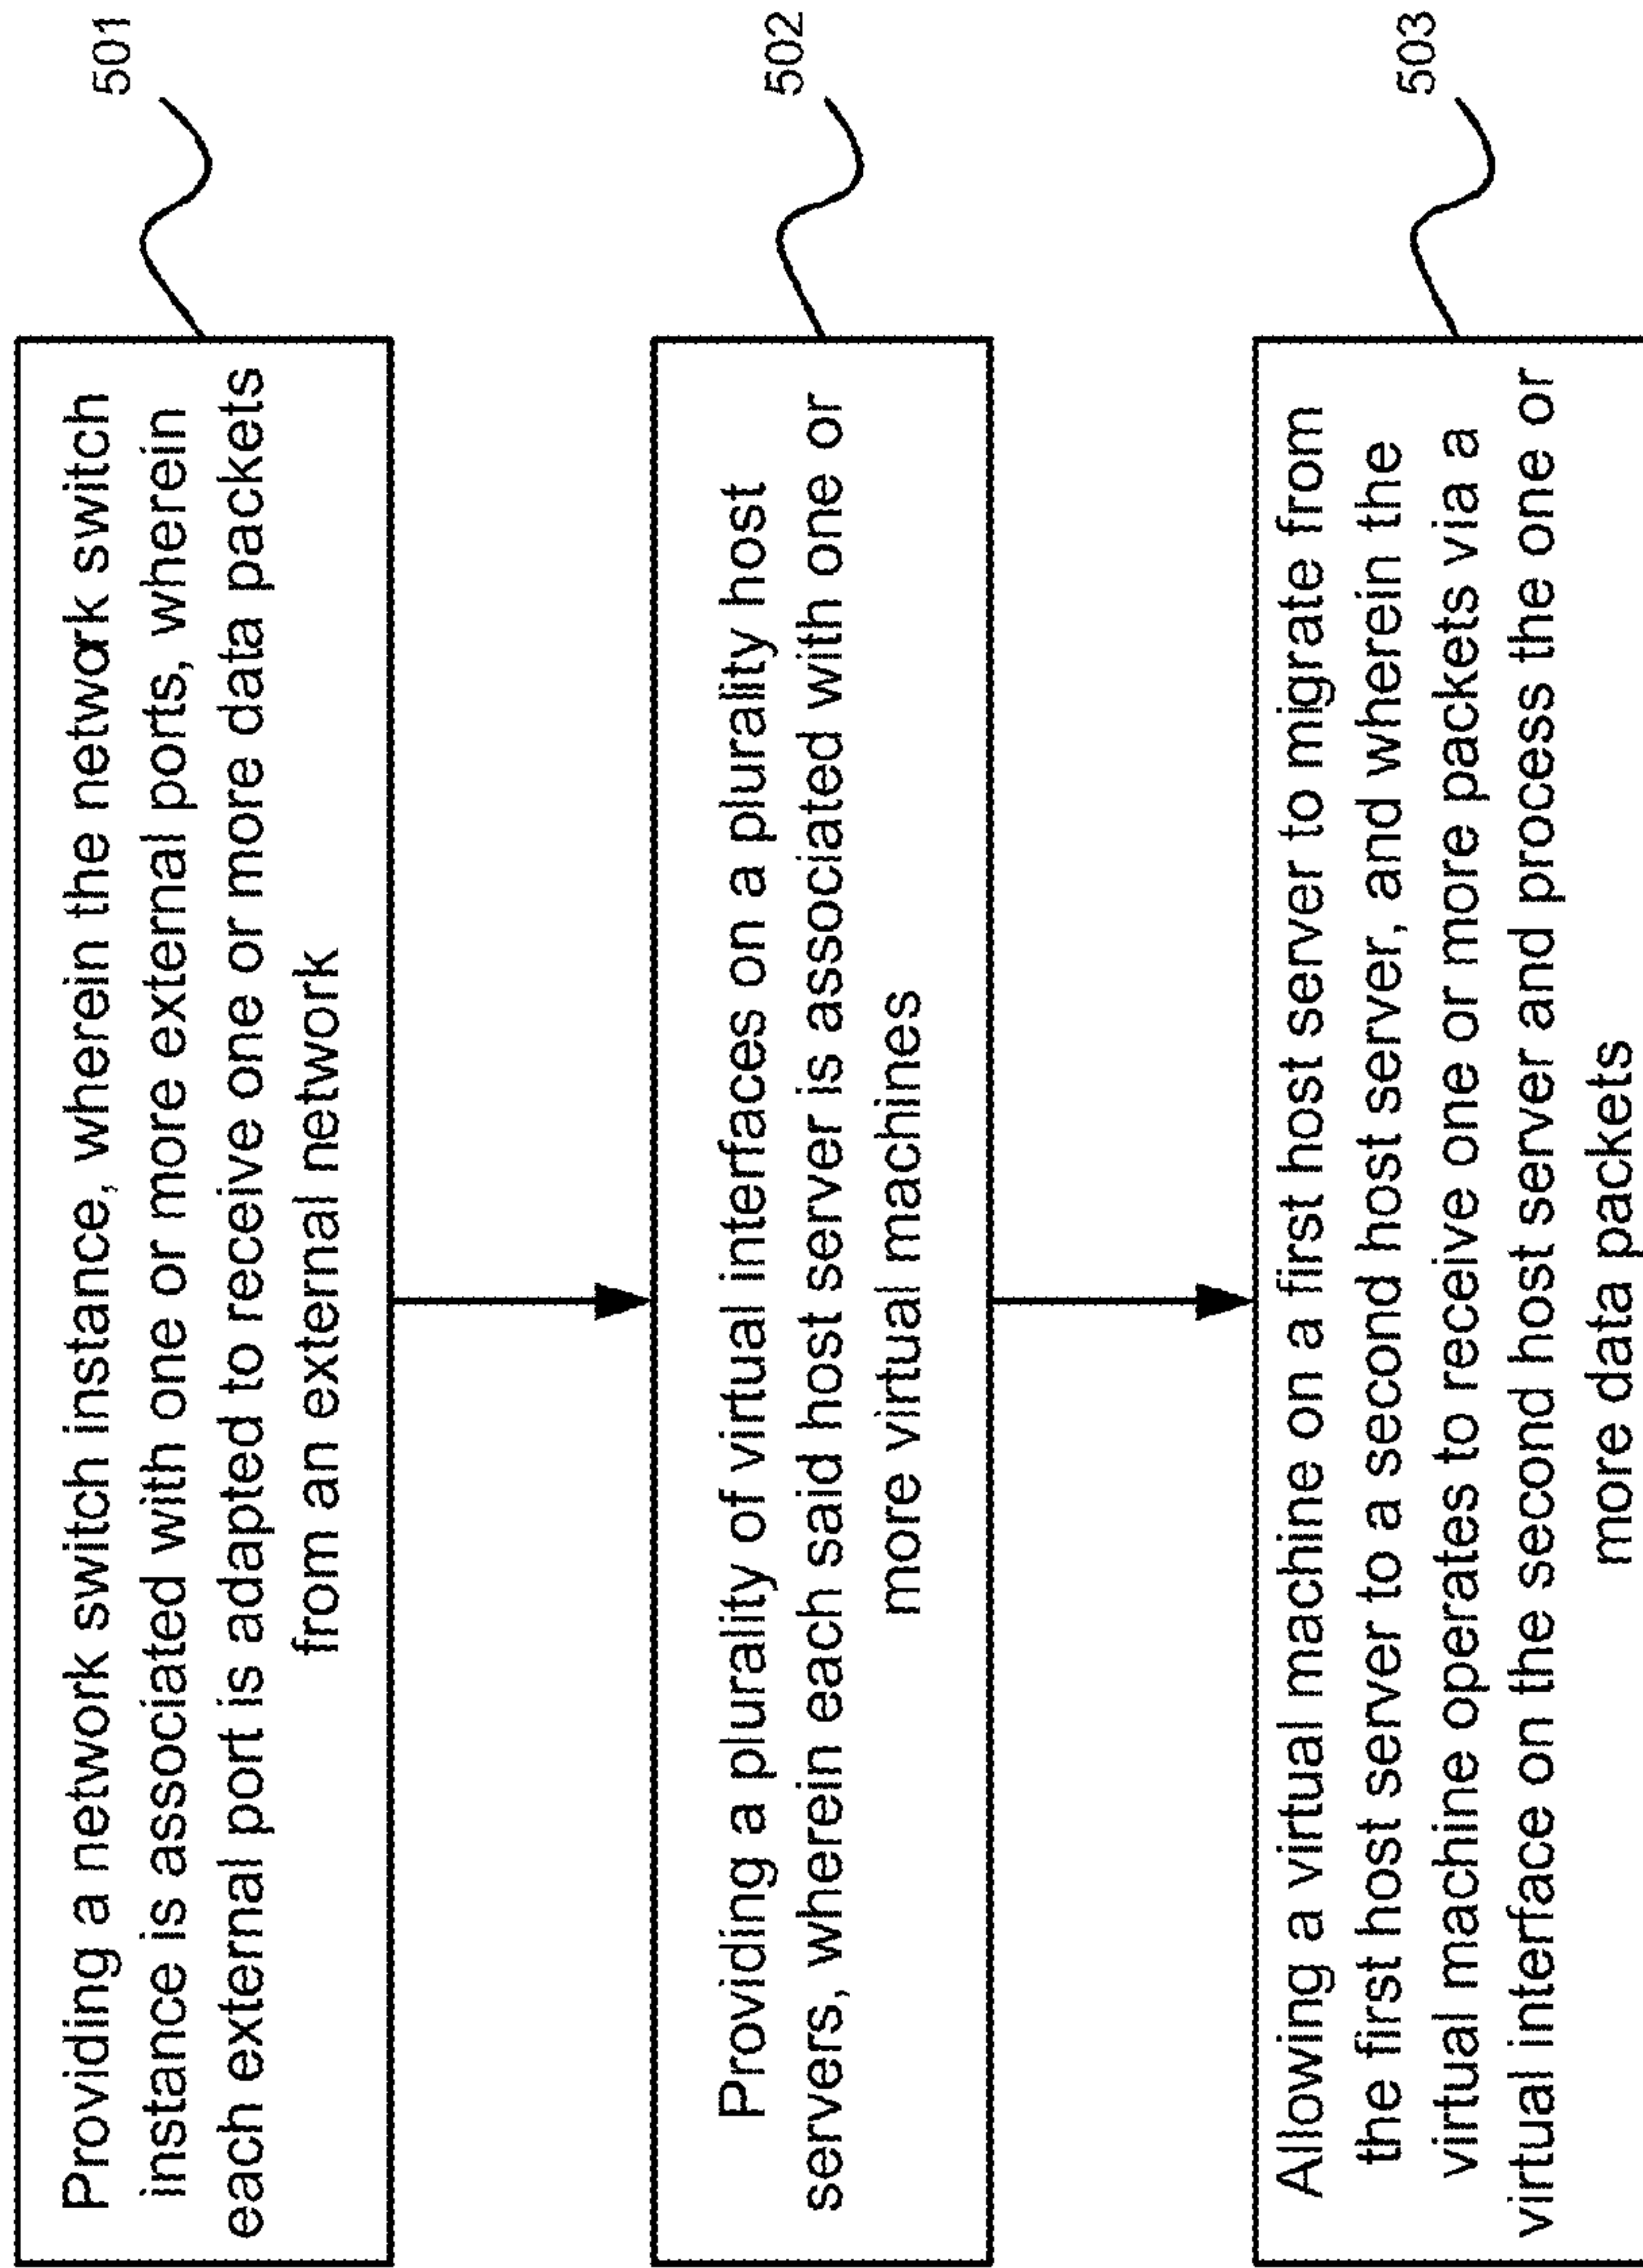 Providing a network switch instance, wherein the network switch
instance is associated with one or more external ports, wherein
each external port is adapted to receive one or more data packets
from an external network
501
Providing a plurality of virtual interfaces on a plurality host
servers, wherein each said host server is associated with one or
more virtual machines
502
Allowing a virtual machine on a first host server to migrate from
the first host server to a second host server, and wherein the
virtual machine operates to receive one or more packets via a
virtual interface on the second host server and process the one or
more data packets
503